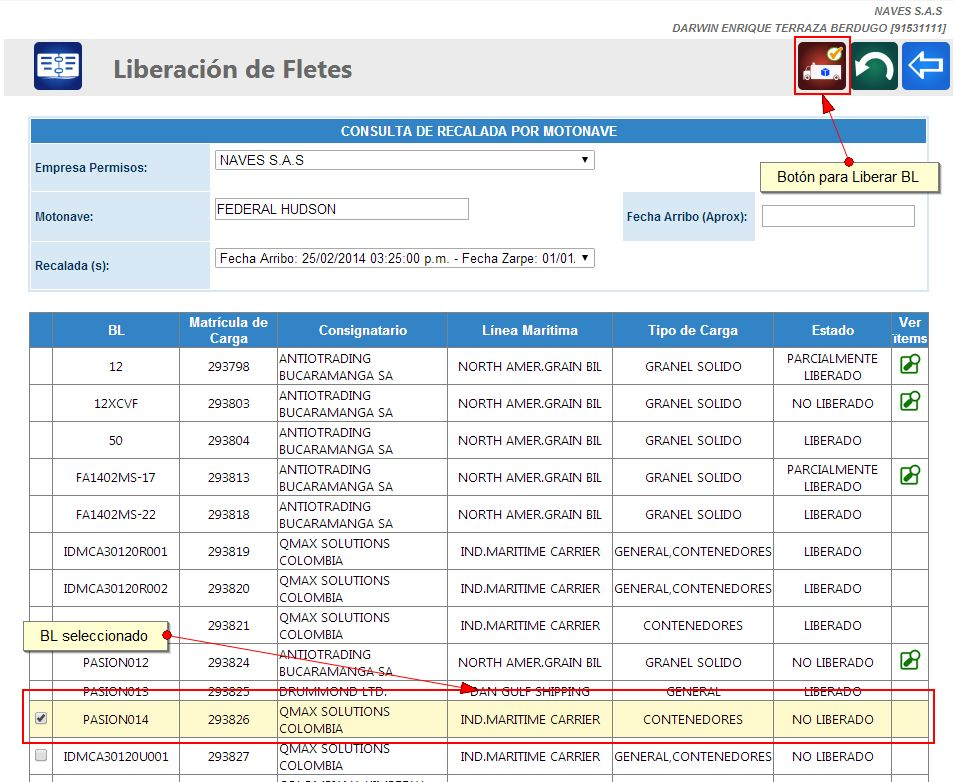 NAVES S.A.S
DARWIN ENRIQUE TERRAZA BERDUGO [91531111]
Liberación de Fletes
CONSULTA DE RECALADA POR MOTONAVE
Empresa Permisos: NAVES S.A.S
Botón para Liberar BL
Motonave: FEDERAL HUDSON Fecha Arribo (Aprox):
Recalada (s): Fecha Arribo: 25/02/2014 03:25:00 p.m. - Fecha Zarpe: 01/01.
BL Matrícula de Carga Consignatario Línea Marítima Tipo de Carga Estado Ver ítems
12 293798 ANTIOTRADING BUCARAMANGA SA NORTH AMER.GRAIN BIL GRANEL SOLIDO PARCIALMENTE LIBERADO
12XCVF 293803 ANTIOTRADING BUCARAMANGA SA NORTH AMER.GRAIN BIL GRANEL SOLIDO NO LIBERADO
50 293804 ANTIOTRADING BUCARAMANGA SA NORTH AMER.GRAIN BIL GRANEL SOLIDO LIBERADO
FA1402MS-17 293813 ANTIOTRADING BUCARAMANGA SA NORTH AMER.GRAIN BIL GRANEL SOLIDO PARCIALMENTE LIBERADO
FA1402MS-22 293818 ANTIOTRADING BUCARAMANGA SA NORTH AMER.GRAIN BIL GRANEL SOLIDO LIBERADO
IDMCA30120R001 293819 QMAX SOLUTIONS COLOMBIA IND.MARITIME CARRIER GENERAL,CONTENEDORES LIBERADO
IDMCA30120R002 293820 QMAX SOLUTIONS COLOMBIA IND.MARITIME CARRIER GENERAL,CONTENEDORES LIBERADO
293821 QMAX SOLUTIONS COLOMBIA IND.MARITIME CARRIER CONTENEDORES LIBERADO
BL seleccionado
PASION012 293824 ANTIOTRADING BUCARAMANGA SA NORTH AMER.GRAIN BIL GRANEL SOLIDO NO LIBERADO
PASION013 293825 DRUMMOND LTD. DAN GULF SHIPPING GENERAL LIBERADO
PASION014 293826 QMAX SOLUTIONS COLOMBIA IND.MARITIME CARRIER CONTENEDORES NO LIBERADO
IDMCA30120U001 293827 QMAX SOLUTIONS COLOMBIA IND.MARITIME CARRIER GENERAL,CONTENEDORES NO LIBERADO